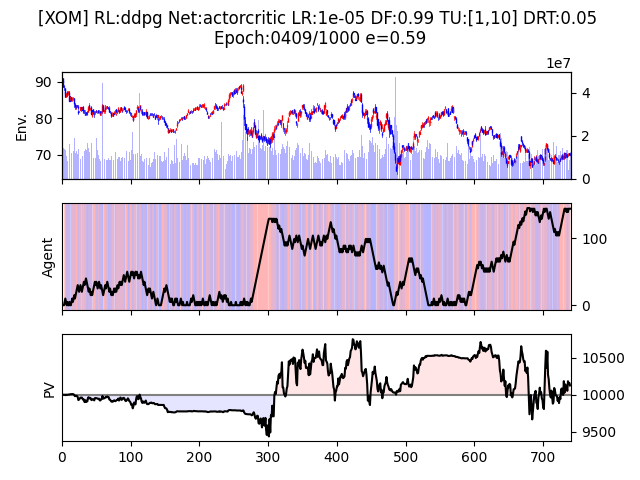 [XOM] RL:ddpg Net:actorcritic LR:1e-05 DF:0.99 TU:[1,10] DRT:0.05
Epoch:0409/1000 e=0.59
1e7
90
80
70
Env.
4
2
0
Agent
100
0
PV
10500
10000
9500
0 100 200 300 400 500 600 700